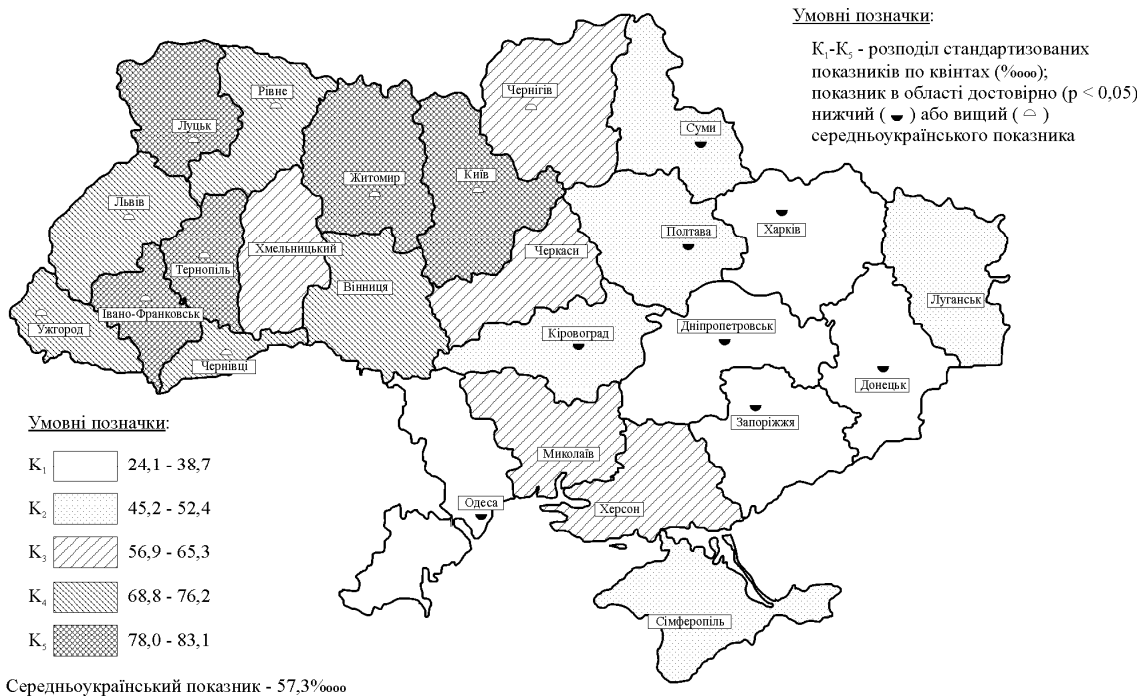 Умовні позначки:
К₁-К₅ - розподіл стандартизованих
показників по квінтах (%₀₀₀₀);
показник в області достовірно (p < 0,05)
нижчий ( ) або вищий ( )
середньоукраїнського показника
Чернігів
Рівне
Луцьк
Суми
Житомир
Київ
Львів
Харків
Полтава
Хмельницький
Черкаси
Тернопіль
Вінниця
Луганськ
Івано-Франковськ
Ужгород
Кіровоград
Дніпропетровськ
Чернівці
Донецьк
Запоріжжя
Миколаїв
Одеса
Херсон
Сімферопіль
Умовні позначки:
К₁ 24,1 - 38,7
К₂ 45,2 - 52,4
К₃ 56,9 - 65,3
К₄ 68,8 - 76,2
К₅ 78,0 - 83,1
Середньоукраїнський показник - 57,3%₀₀₀₀